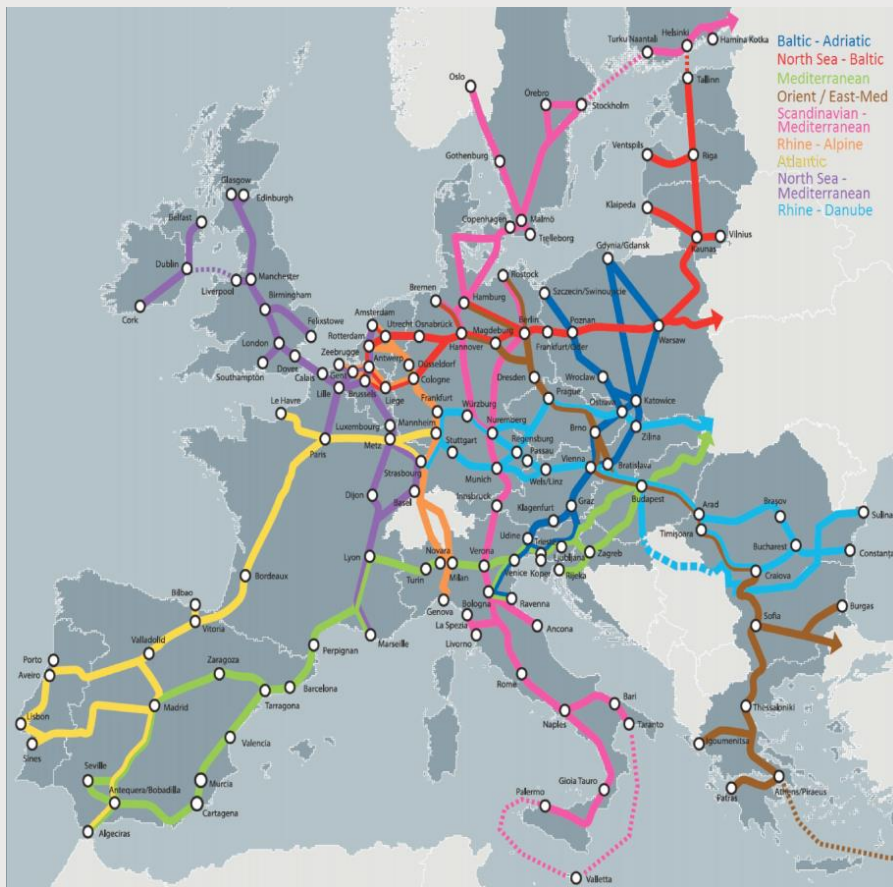 Baltic - Adriatic
North Sea - Baltic
Mediterranean
Orient / East-Med
Scandinavian -
Mediterranean
Rhine - Alpine
Atlantic
North Sea -
Mediterranean
Rhine - Danube
Turku Naantali
Helsinki
Hamina Kotka
Oslo
Örebro
Stockholm
Tallinn
Gothenburg
Ventspils
Riga
Glasgow
Edinburgh
Belfast
Copenhagen
Malmö
Trelleborg
Klaipeda
Kaunas
Vilnius
Dublin
Liverpool
Manchester
Gdynia/Gdansk
Cork
Birmingham
Bremen
Hamburg
Rostock
Szczecin/Swinoujscie
Felixstowe
Amsterdam
Rotterdam
Utrecht
Osnabrück
Magdeburg
Berlin
Poznan
Warsaw
London
Zeebrugge
Hannover
Frankfurt/Oder
Southampton
Dover
Calais
Gent
Antwerp
Düsseldorf
Cologne
Dresden
Wroclaw
Katowice
Le Havre
Lille
Brussels
Liege
Frankfurt
Würzburg
Prague
Ostrava
Luxembourg
Mannheim
Nuremberg
Regensburg
Brno
Zilina
Paris
Metz
Stuttgart
Passau
Strasbourg
Munich
Wels/Linz
Vienna
Bratislava
Dijon
Basel
Innsbruck
Klagenfurt
Graz
Budapest
Arad
Braşov
Sulina
Udine
Trieste
Ljubljana
Timişoara
Bucharest
Constanţa
Lyon
Novara
Verona
Venice
Koper
Zagreb
Rijeka
Turin
Milan
Craiova
Bordeaux
Genova
Bologna
Ravenna
Bilbao
La Spezia
Sofia
Burgas
Vitoria
Marseille
Livorno
Ancona
Valladolid
Perpignan
Porto
Zaragoza
Aveiro
Barcelona
Rome
Madrid
Tarragona
Bari
Thessaloniki
Lisbon
Naples
Taranto
Sines
Valencia
Igoumenitsa
Seville
Murcia
Gioia Tauro
Antequera/Bobadilla
Palermo
Patras
Athens/Piraeus
Cartagena
Algeciras
Valletta